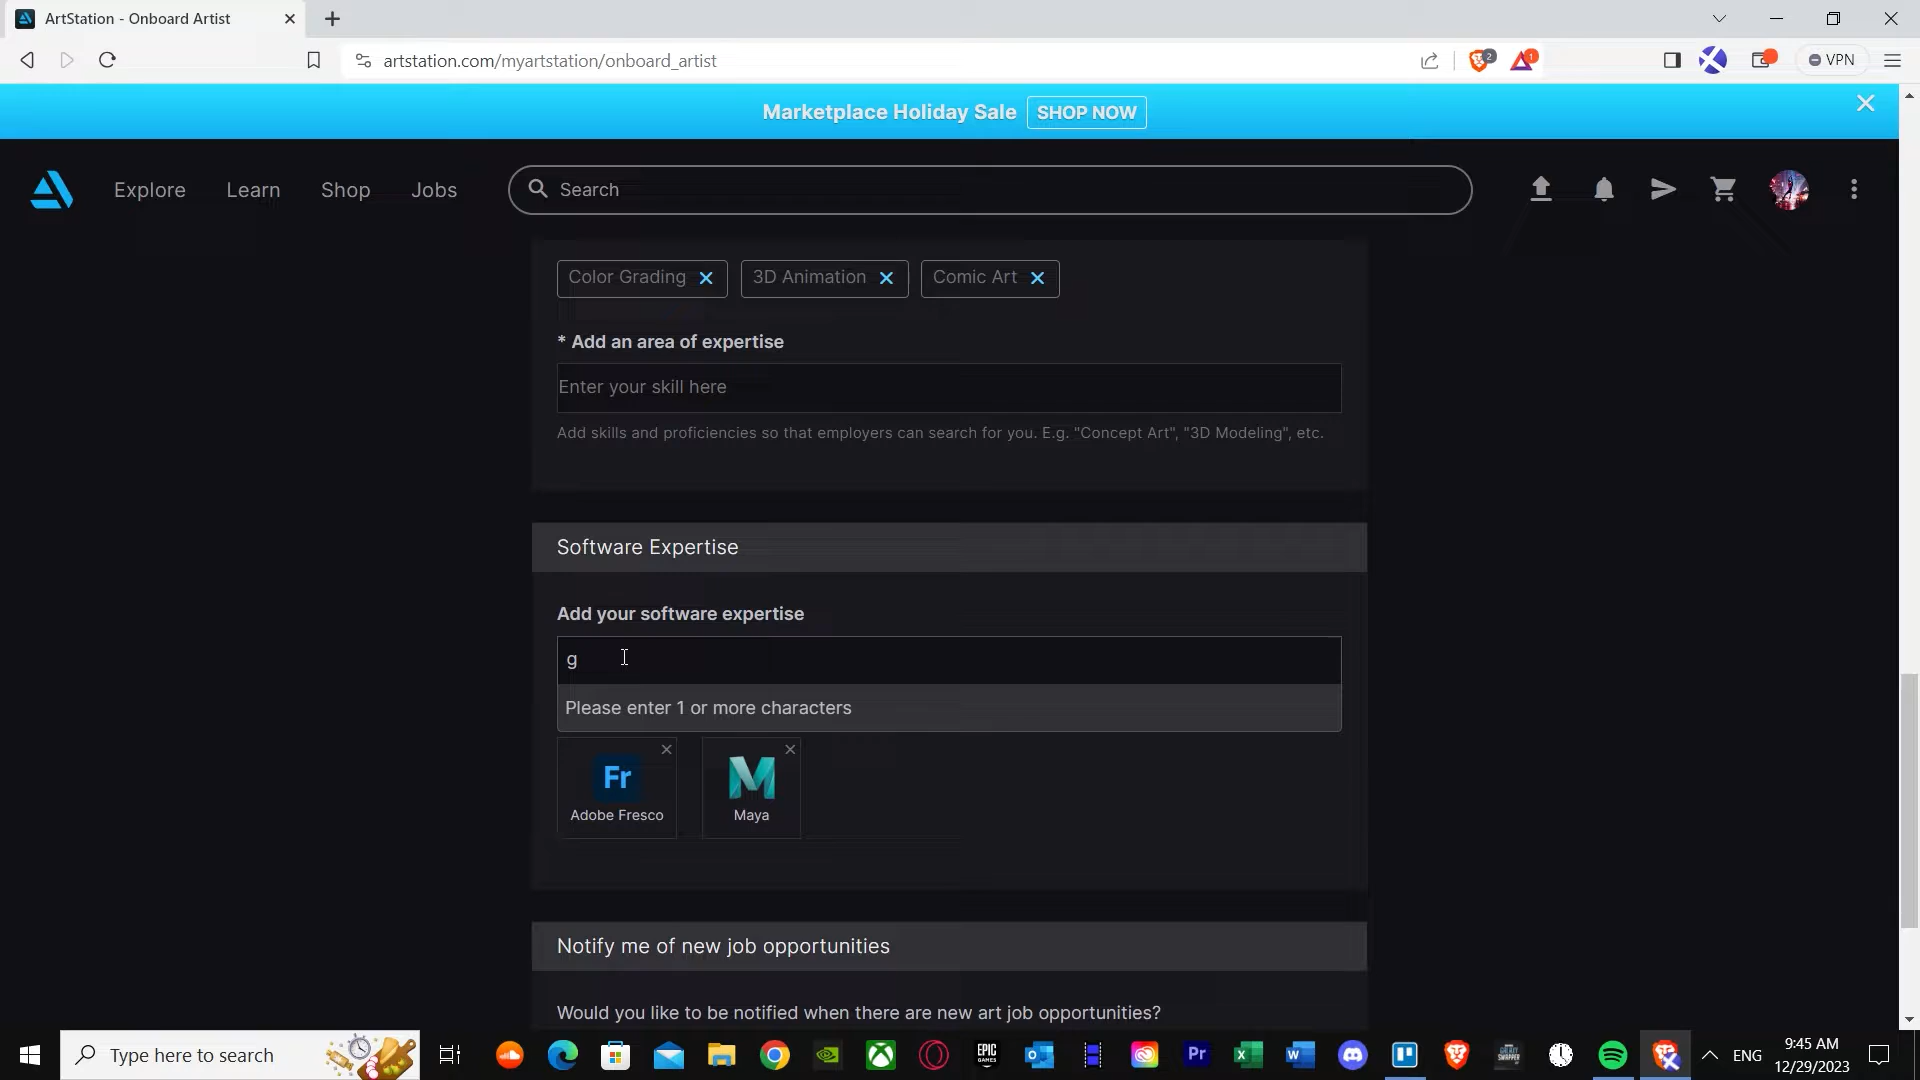 ArtStation - Onboard Artist
artstation.com/myartstation/onboard_artist
2
1
VPN
Marketplace Holiday Sale SHOP NOW
Explore Learn Shop Jobs Search
Color Grading 3D Animation Comic Art
* Add an area of expertise
Enter your skill here
Add skills and proficiencies so that employers can search for you. E.g. "Concept Art", "3D Modeling", etc.
Software Expertise
Add your software expertise
g
Please enter 1 or more characters
Fr
Adobe Fresco
M
Maya
Notify me of new job opportunities
Would you like to be notified when there are new art job opportunities?
Type here to search
EPIC GAMES
Pr
ENG
9:45 AM
12/29/2023